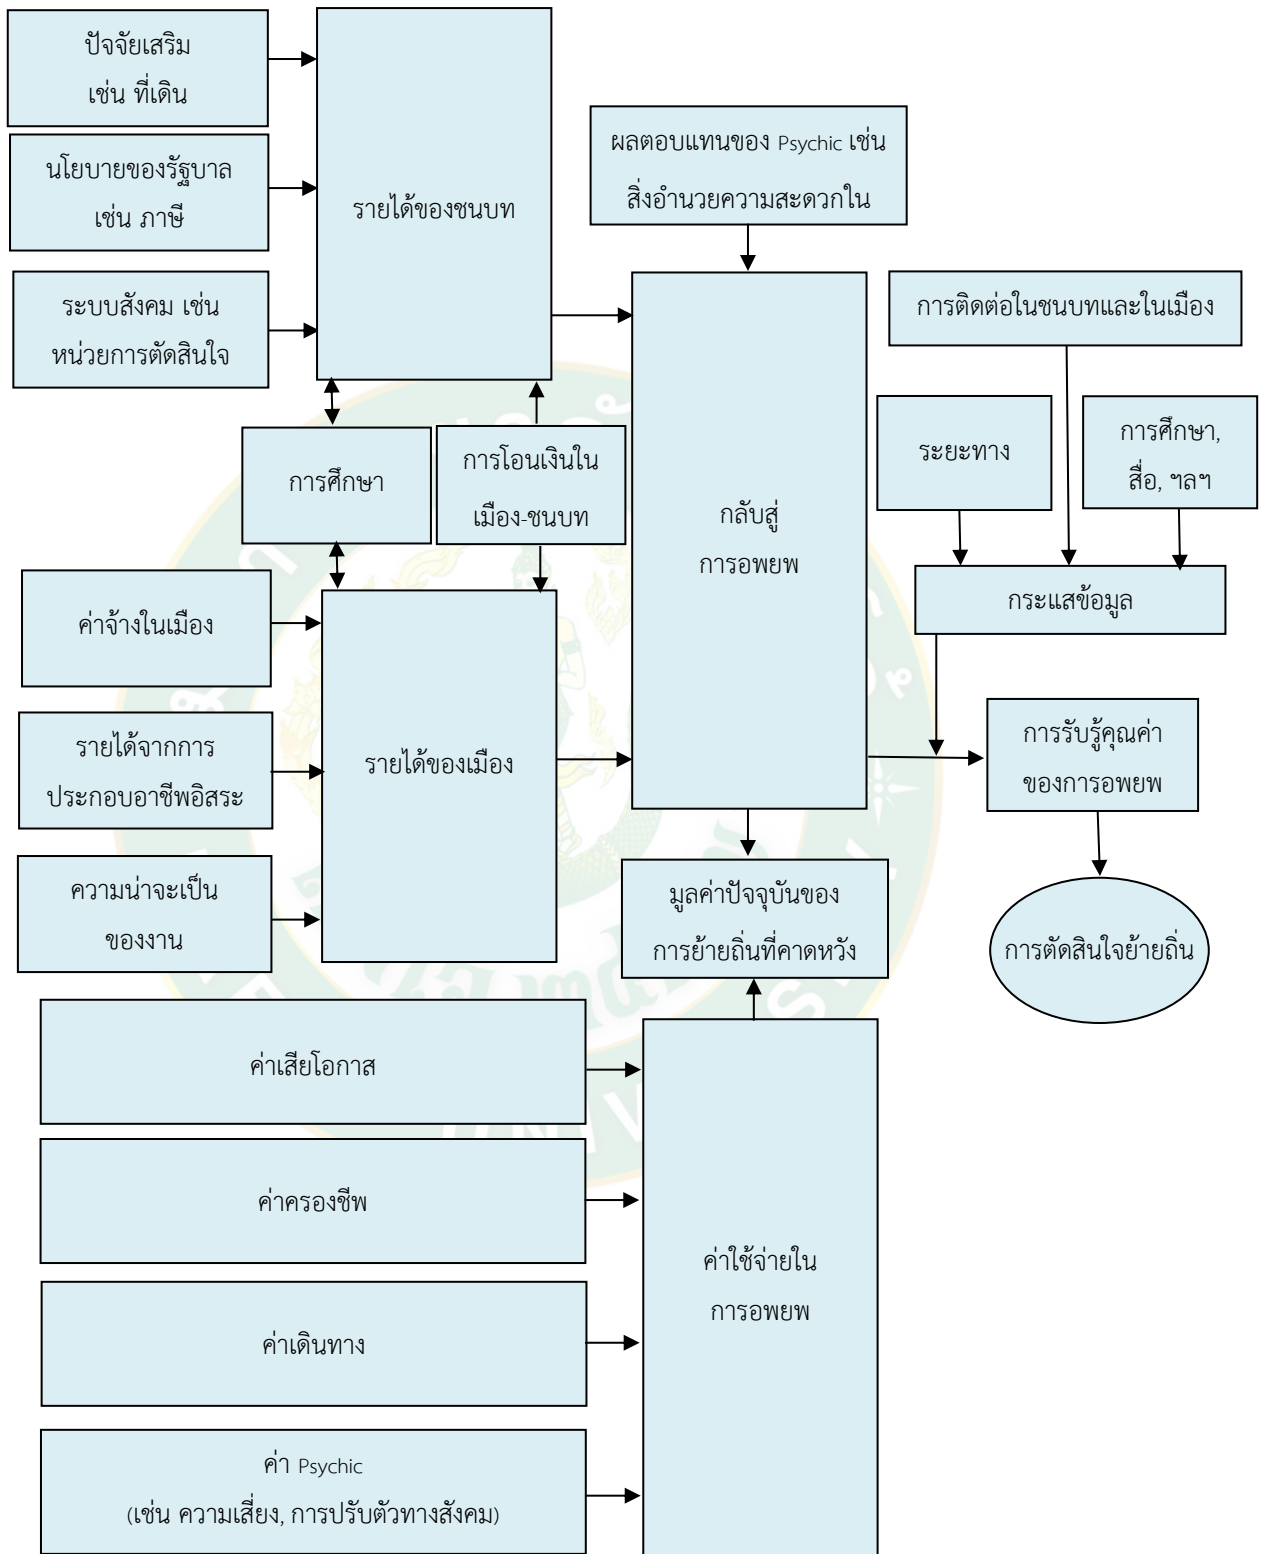 ปัจจัยเสริม
เช่น ที่เดิน
นโยบายของรัฐบาล
เช่น ภาษี
ระบบสังคม เช่น
หน่วยการตัดสินใจ
รายได้ของชนบท
ผลตอบแทนของ Psychic เช่น
สิ่งอำนวยความสะดวกใน
การติดต่อในชนบทและในเมือง
ระยะทาง
การศึกษา,
สื่อ, ฯลฯ
การศึกษา
การโอนเงินใน
เมือง-ชนบท
กลับสู่
การอพยพ
กระแสข้อมูล
ค่าจ้างในเมือง
รายได้จากการ
ประกอบอาชีพอิสระ
ความน่าจะเป็น
ของงาน
รายได้ของเมือง
การรับรู้คุณค่า
ของการอพยพ
มูลค่าปัจจุบันของ
การย้ายถิ่นที่คาดหวัง
การตัดสินใจย้ายถิ่น
ค่าเสียโอกาส
ค่าครองชีพ
ค่าเดินทาง
ค่า Psychic
(เช่น ความเสี่ยง, การปรับตัวทางสังคม)
ค่าใช้จ่ายใน
การอพยพ